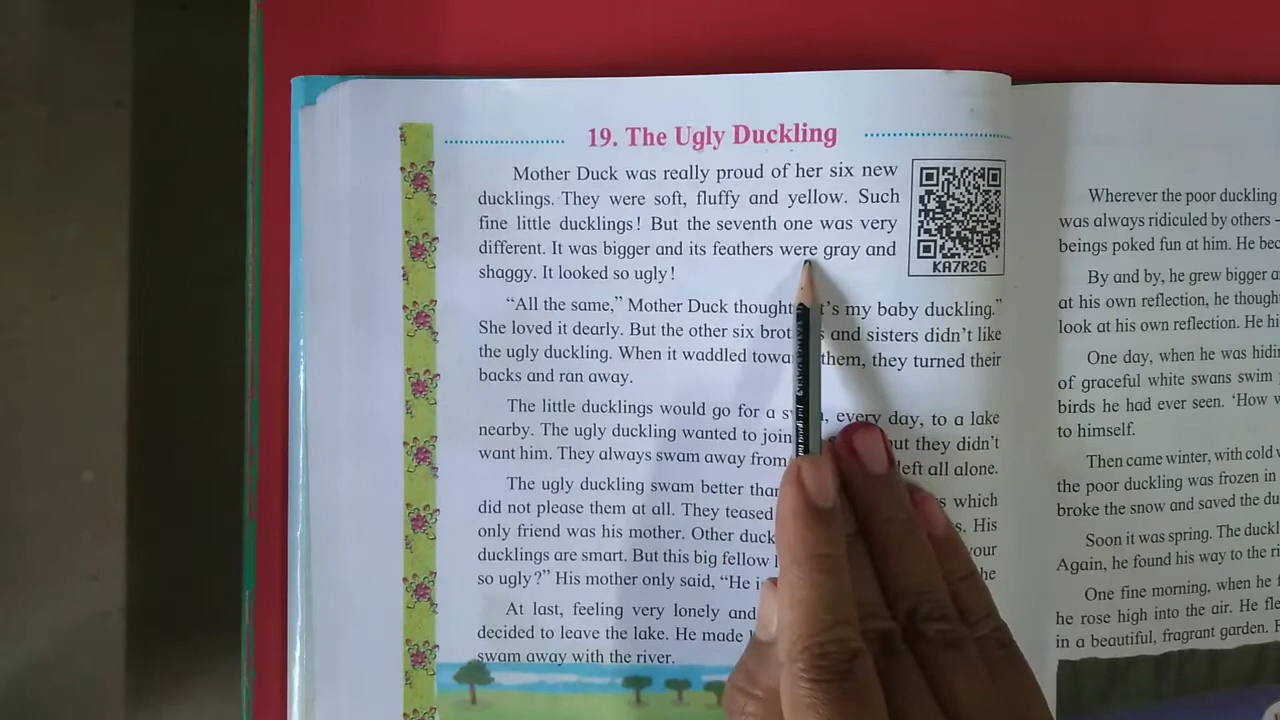 19. The Ugly Duckling
Mother Duck was really proud of her six new
ducklings. They were soft, fluffy and yellow. Such
fine little ducklings! But the seventh one was very
different. It was bigger and its feathers were gray and
shaggy. It looked so ugly!
KA7R2G
“All the same,” Mother Duck thought ’s my baby duckling.”
She loved it dearly. But the other six and sisters didn’t like
the ugly duckling. When it waddled them, they turned their
backs and ran away.
The little ducklings would go for a every day, to a lake
nearby. The ugly duckling wanted to join but they didn’t
want him. They always swam away from left all alone.
The ugly duckling swam better than which
did not please them at all. They teased His
only friend was his mother. Other your
ducklings are smart. But this big fellow he
so ugly?” His mother only said, “He
At last, feeling very lonely and
decided to leave the lake. He made
swam away with the river.
Wherever the poor duckling
was always ridiculed by others –
beings poked fun at him. He
By and by, he grew bigger
at his own reflection, he
look at his own reflection. He
One day, when he was
of graceful white swans swim
birds he had ever seen. ‘How
to himself.
Then came winter, with cold
the poor duckling was frozen in
broke the snow and saved the
Soon it was spring. The
Again, he found his way to the
One fine morning, when he
he rose high into the air. He
in a beautiful, fragrant garden.